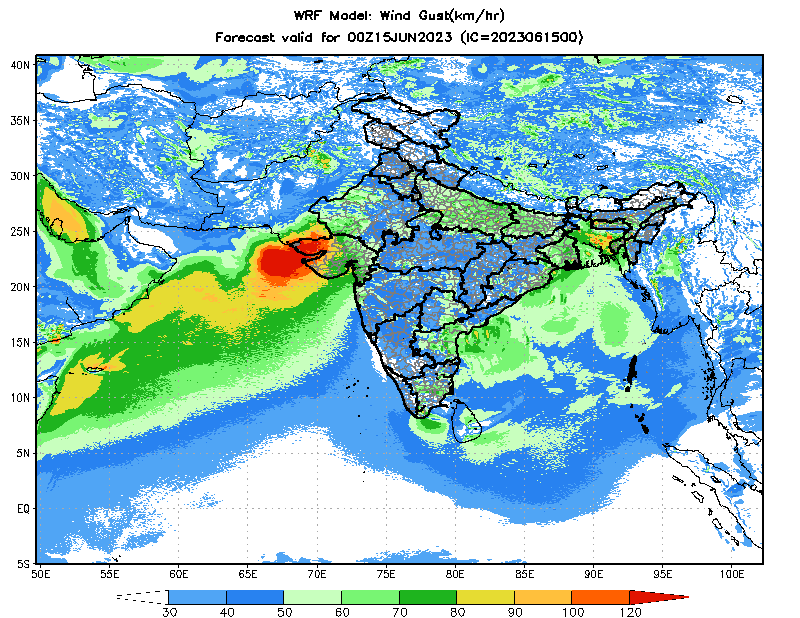 WRF Model: Wind Gust(km/hr)
Forecast valid for 00Z15JUN2023 (IC=2023061500)
40N
35N
30N
25N
20N
15N
10N
5N
EQ
5S
50E 55E 60E 65E 70E 75E 80E 85E 90E 95E 100E
30 40 50 60 70 80 90 100 120